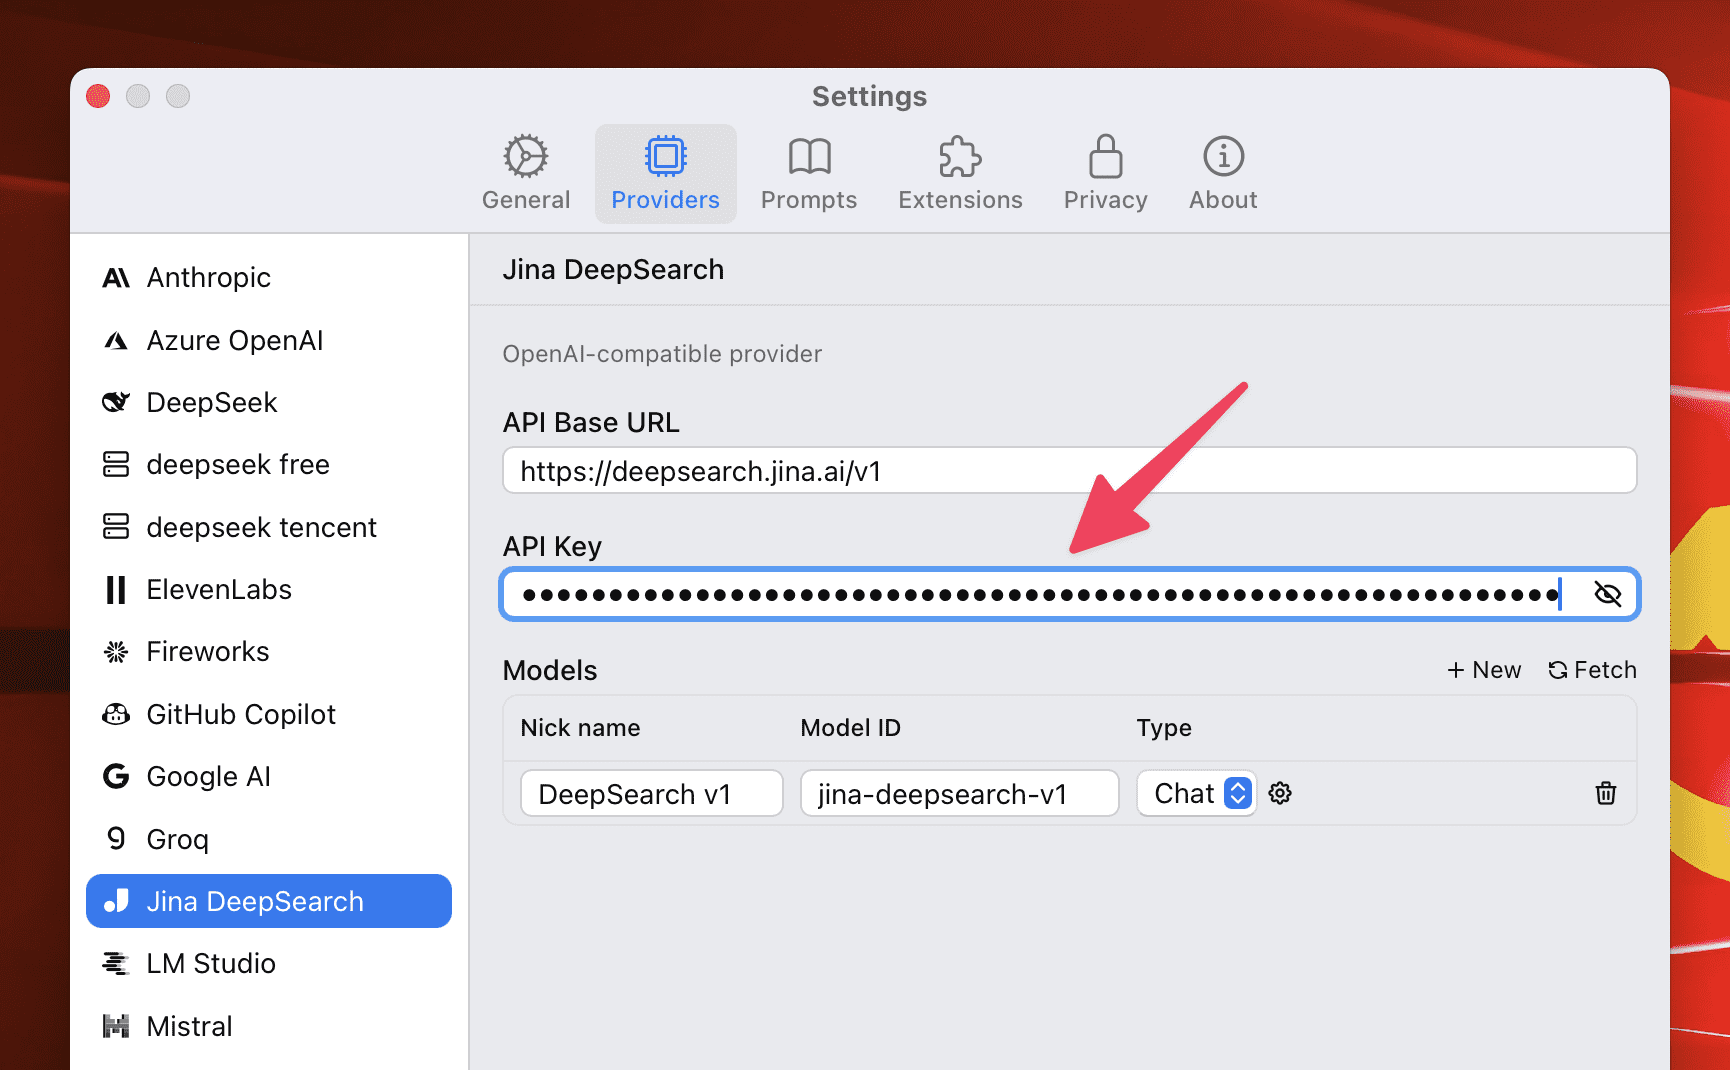 Settings
General
Providers
Prompts
Extensions
Privacy
About
Anthropic
Azure OpenAI
DeepSeek
deepseek free
deepseek tencent
ElevenLabs
Fireworks
GitHub Copilot
Google AI
Groq
Jina DeepSearch
LM Studio
Mistral
Jina DeepSearch
OpenAI-compatible provider
API Base URL
https://deepsearch.jina.ai/v1
API Key
Models
+ New
Fetch
Nick name
Model ID
Type
DeepSearch v1
jina-deepsearch-v1
Chat